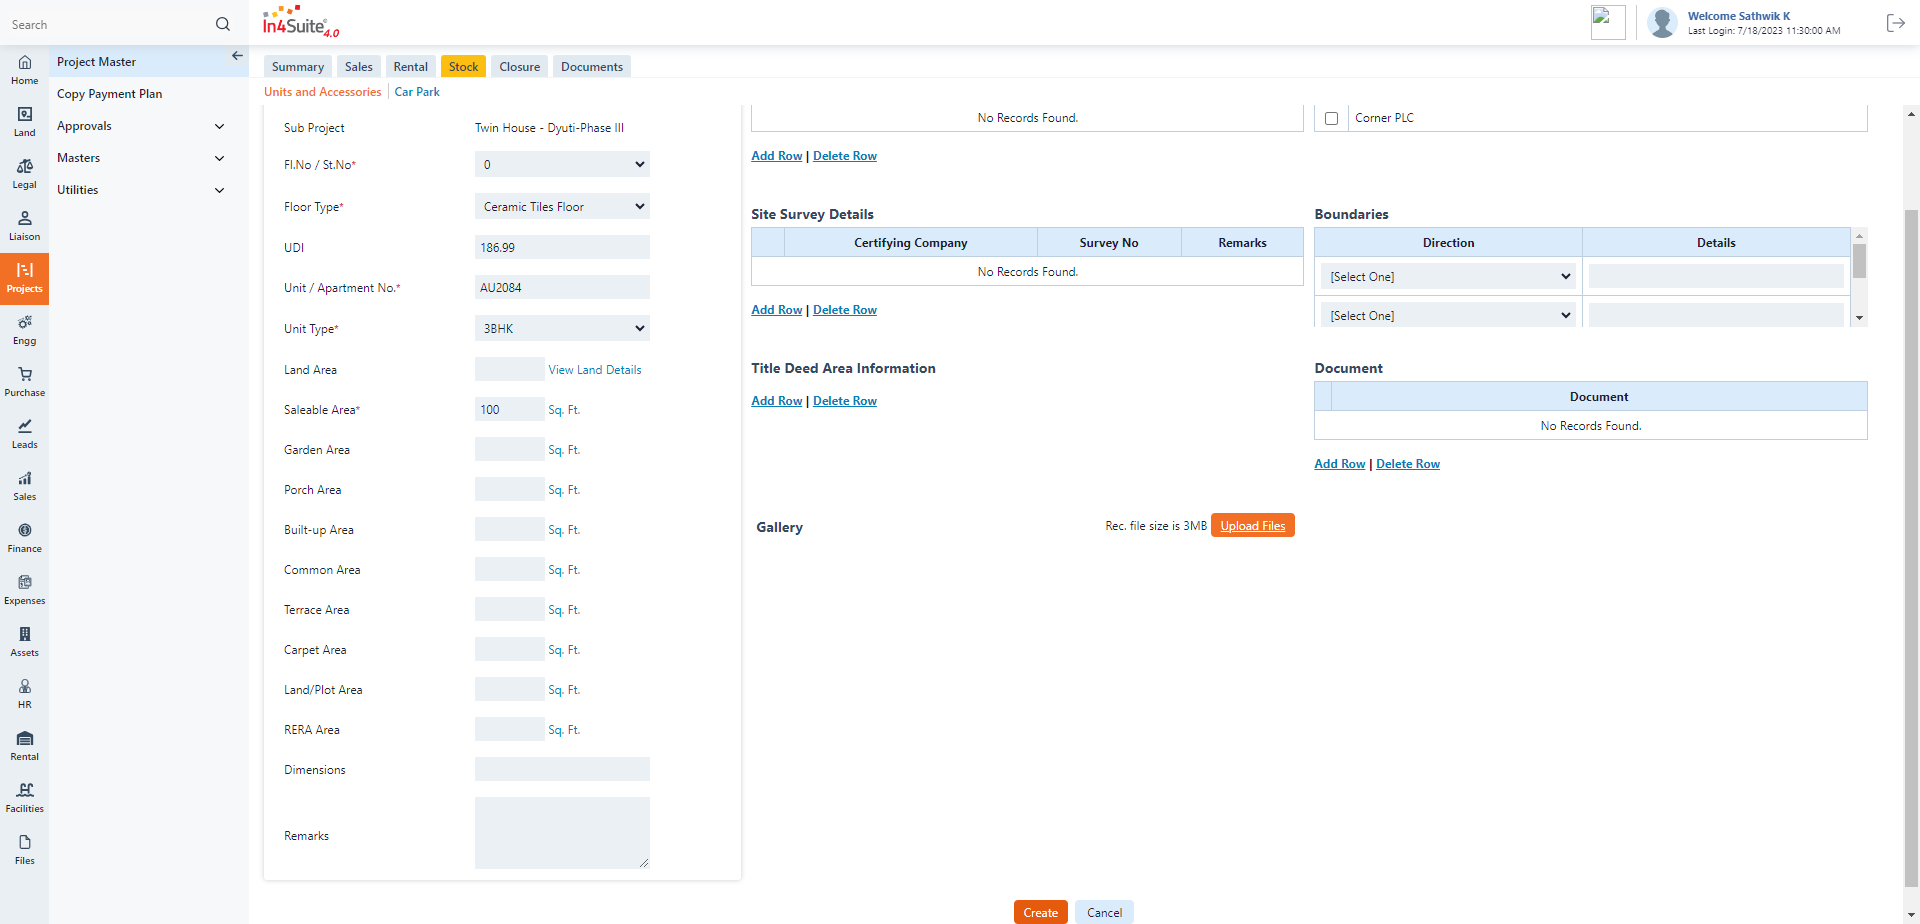 Search
In4Suite® 4.0
Welcome Sathwik K
Last Login: 7/18/2023 11:30:00 AM
Home
Land
Legal
Liaison
Projects
Engg
Purchase
Leads
Sales
Finance
Expenses
Assets
HR
Rental
Facilities
Files
Project Master
Copy Payment Plan
Approvals
Masters
Utilities
Summary Sales Rental Stock Closure Documents
Units and Accessories Car Park
Sub Project Twin House - Dyuti-Phase III
Fl.No / St.No* 0
Floor Type* Ceramic Tiles Floor
UDI 186.99
Unit / Apartment No.* AU2084
Unit Type* 3BHK
Land Area View Land Details
Saleable Area* 100 Sq. Ft.
Garden Area Sq. Ft.
Porch Area Sq. Ft.
Built-up Area Sq. Ft.
Common Area Sq. Ft.
Terrace Area Sq. Ft.
Carpet Area Sq. Ft.
Land/Plot Area Sq. Ft.
RERA Area Sq. Ft.
Dimensions
Remarks
No Records Found.
Add Row | Delete Row
Corner PLC
Site Survey Details
Certifying Company Survey No Remarks
No Records Found.
Add Row | Delete Row
Boundaries
Direction Details
[Select One]
[Select One]
Title Deed Area Information
Add Row | Delete Row
Document
Document
No Records Found.
Add Row | Delete Row
Gallery Rec. file size is 3MB Upload Files
Create Cancel